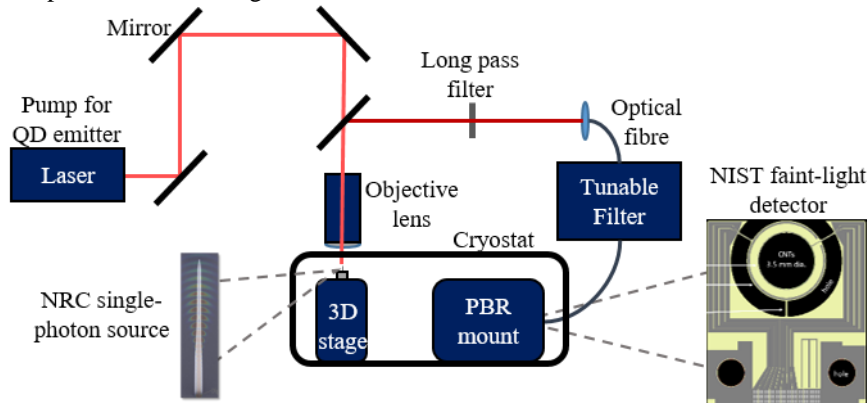 Mirror
Long pass
filter
Pump for
QD emitter
Optical
fibre
Laser
Objective
lens
Tunable
Filter
NIST faint-light
detector
Cryostat
CNTs
3.5 mm dia.
hole
NRC single-
photon source
3D
stage
PBR
mount
hole